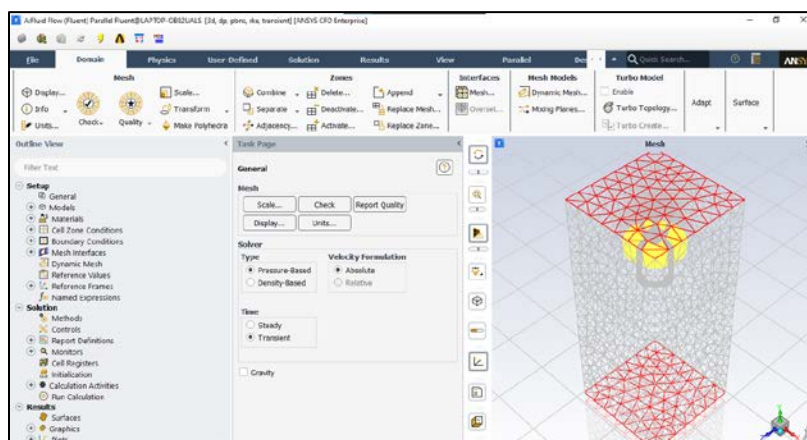 A:Fluid Flow (Fluent) Parallel Fluent@LAPTOP-OB82UALS [3d, dp, pbns, rke, transient] [ANSYS CFD Enterprise]
File Domain Physics User-Defined Solution Results View Parallel Des Quick Search... ANSY
Mesh Zones Interfaces Mesh Models Turbo Model
Display... Scale... Combine Delete... Append Mesh... Dynamic Mesh... Enable
Info Transform Separate Deactivate... Replace Mesh... Overset... Mixing Planes... Turbo Topology... Adapt Surface
Units... Check Quality Make Polyhedra Adjacency... Activate... Replace Zone... Turbo Create...
Outline View Task Page Mesh
Filter Text
General
Setup
General
Models
Materials
Cell Zone Conditions
Boundary Conditions
Mesh Interfaces
Dynamic Mesh
Reference Values
Reference Frames
Named Expressions
Solution
Methods
Controls
Report Definitions
Monitors
Cell Registers
Initialization
Calculation Activities
Run Calculation
Results
Surfaces
Graphics
Plots
Mesh
Scale... Check Report Quality
Display... Units...
Solver
Type Velocity Formulation
Pressure-Based Absolute
Density-Based Relative
Time
Steady
Transient
Gravity